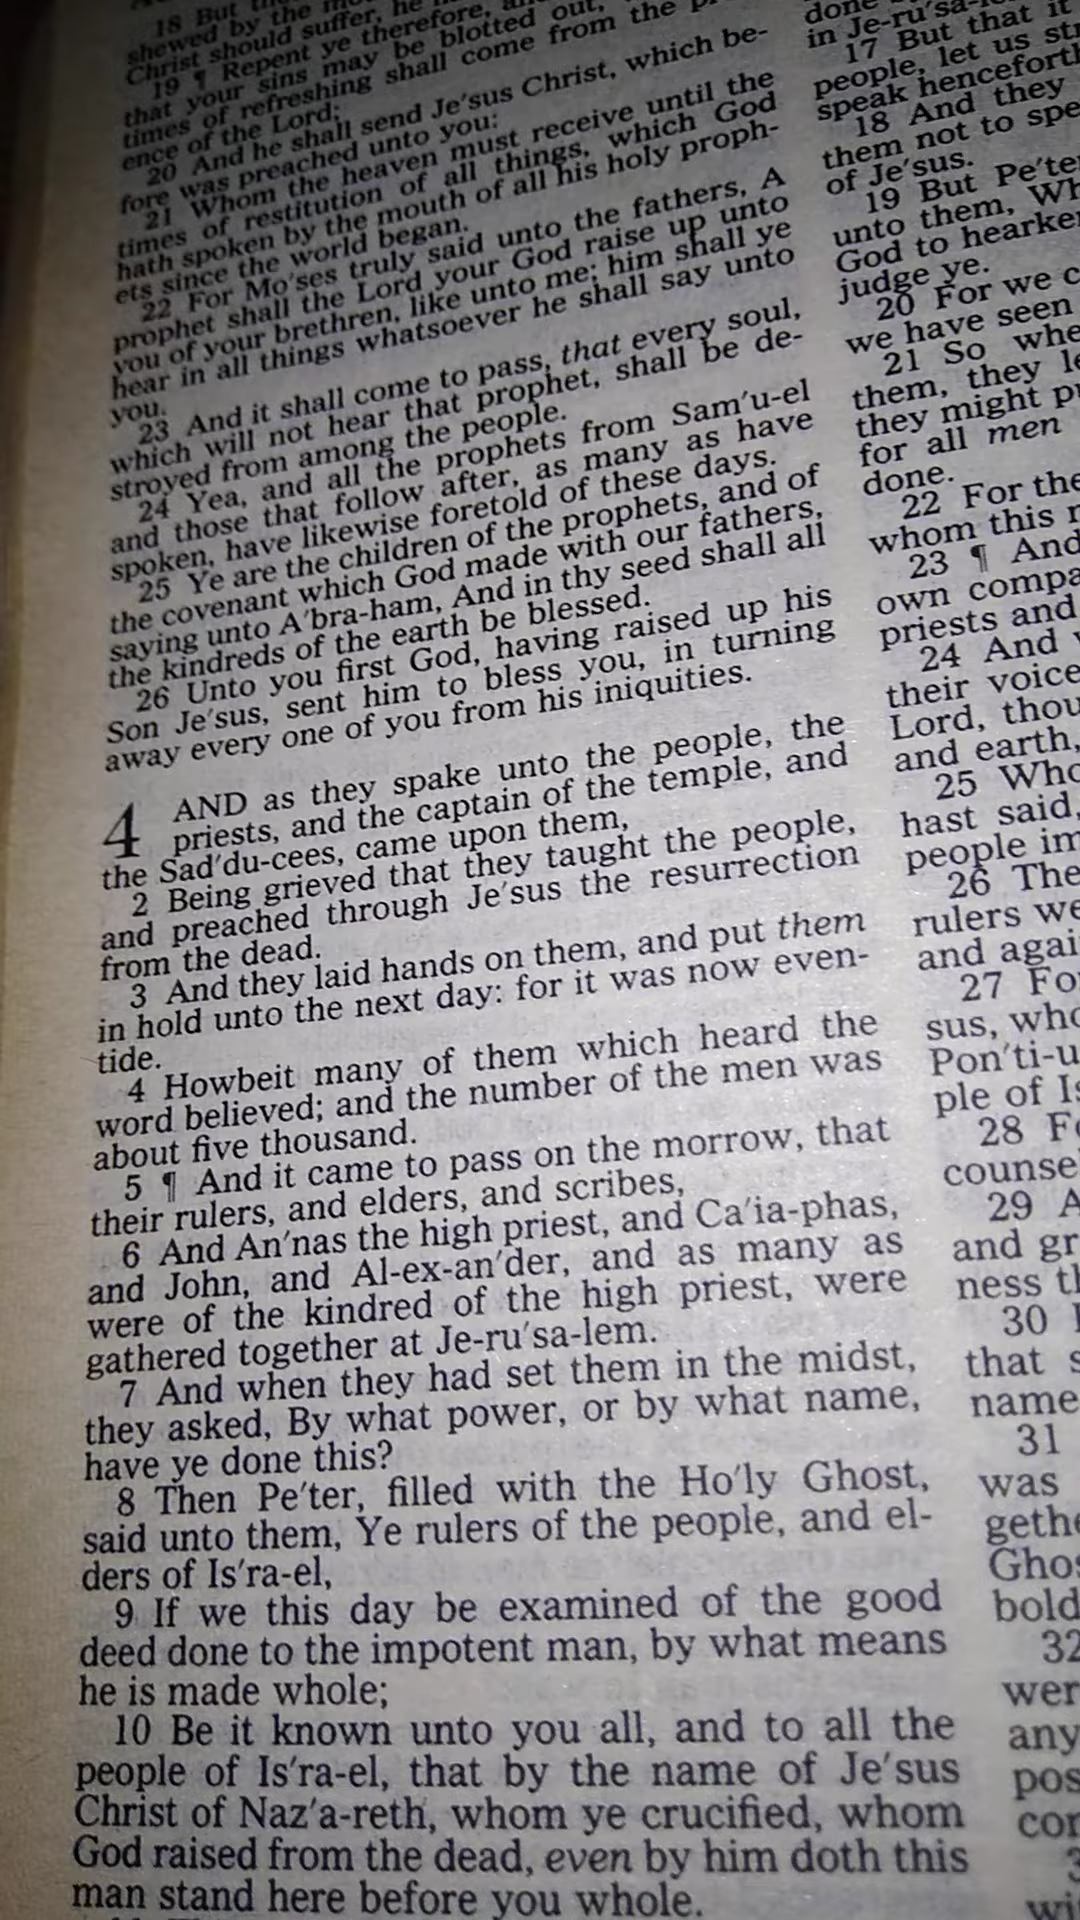 18 But
shewed by the
Christ should suffer, he
19 ¶ Repent ye therefore,
that your sins may be blotted out,
times of refreshing shall come from the
ence of the Lord;
20 And he shall send Je′sus Christ, which be-
fore was preached unto you:
21 Whom the heaven must receive until the
times of restitution of all things, which God
hath spoken by the mouth of all his holy proph-
ets since the world began.
22 For Mo′ses truly said unto the fathers, A
prophet shall the Lord your God raise up unto
you of your brethren, like unto me; him shall ye
hear in all things whatsoever he shall say unto
you.
23 And it shall come to pass, that every soul,
which will not hear that prophet, shall be de-
stroyed from among the people.
24 Yea, and all the prophets from Sam′u-el
and those that follow after, as many as have
spoken, have likewise foretold of these days.
25 Ye are the children of the prophets, and of
the covenant which God made with our fathers,
saying unto A′bra-ham, And in thy seed shall all
the kindreds of the earth be blessed.
26 Unto you first God, having raised up his
Son Je′sus, sent him to bless you, in turning
away every one of you from his iniquities.
4 AND as they spake unto the people, the
priests, and the captain of the temple, and
the Sad′du-cees, came upon them,
2 Being grieved that they taught the people,
and preached through Je′sus the resurrection
from the dead.
3 And they laid hands on them, and put them
in hold unto the next day: for it was now even-
tide.
4 Howbeit many of them which heard the
word believed; and the number of the men was
about five thousand.
5 ¶ And it came to pass on the morrow, that
their rulers, and elders, and scribes,
6 And An′nas the high priest, and Ca′ia-phas,
and John, and Al-ex-an′der, and as many as
were of the kindred of the high priest, were
gathered together at Je-ru′sa-lem.
7 And when they had set them in the midst,
they asked, By what power, or by what name,
have ye done this?
8 Then Pe′ter, filled with the Ho′ly Ghost,
said unto them, Ye rulers of the people, and el-
ders of Is′ra-el,
9 If we this day be examined of the good
deed done to the impotent man, by what means
he is made whole;
10 Be it known unto you all, and to all the
people of Is′ra-el, that by the name of Je′sus
Christ of Naz′a-reth, whom ye crucified, whom
God raised from the dead, even by him doth this
man stand here before you whole.
done
in Je-ru′sa-
17 But that it
people, let us
speak henceforth
18 And they
them not to
of Je′sus.
19 But Pe′ter
unto them,
God to hearken
judge ye.
20 For we
we have seen
21 So
them, they
they might
for all men
done.
22 For the
whom this
23 ¶ And
own
priests and
24 And
their voice
Lord, thou
and earth,
25 Who
hast said,
people
26 The
rulers
and
27 For
sus, who
Pon′ti-u
ple of
28
counse
29
and
ness
30
that
name
31
was
gethe
Ghos
bold
32
wer
any
pos